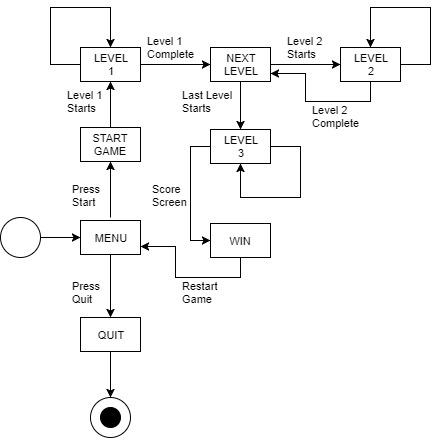 Level 1
Complete
Level 2
Starts
LEVEL
1
NEXT
LEVEL
LEVEL
2
Level 1
Starts
Last Level
Starts
Level 2
Complete
START
GAME
LEVEL
3
Press
Start
Score
Screen
MENU
WIN
Press
Quit
Restart
Game
QUIT